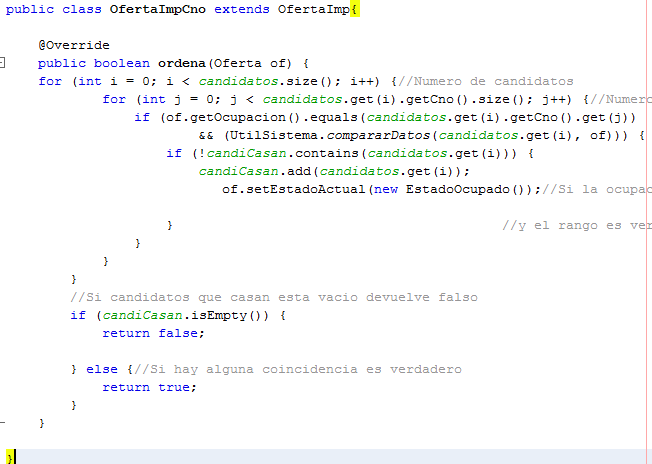 public class OfertaImpCno extends OfertaImp{
@Override
public boolean ordena(Oferta of) {
for (int i = 0; i < candidatos.size(); i++) {//Numero de candidatos
for (int j = 0; j < candidatos.get(i).getCno().size(); j++) {//Numero
if (of.getOcupacion().equals(candidatos.get(i).getCno().get(j))
&& (UtilSistema.compararDatos(candidatos.get(i), of))) {
if (!candiCasan.contains(candidatos.get(i))) {
candiCasan.add(candidatos.get(i));
of.setEstadoActual(new EstadoOcupado());//Si la ocupac
} //y el rango es ver
}
}
}
//Si candidatos que casan esta vacio devuelve falso
if (candiCasan.isEmpty()) {
return false;
} else {//Si hay alguna coincidencia es verdadero
return true;
}
}
}